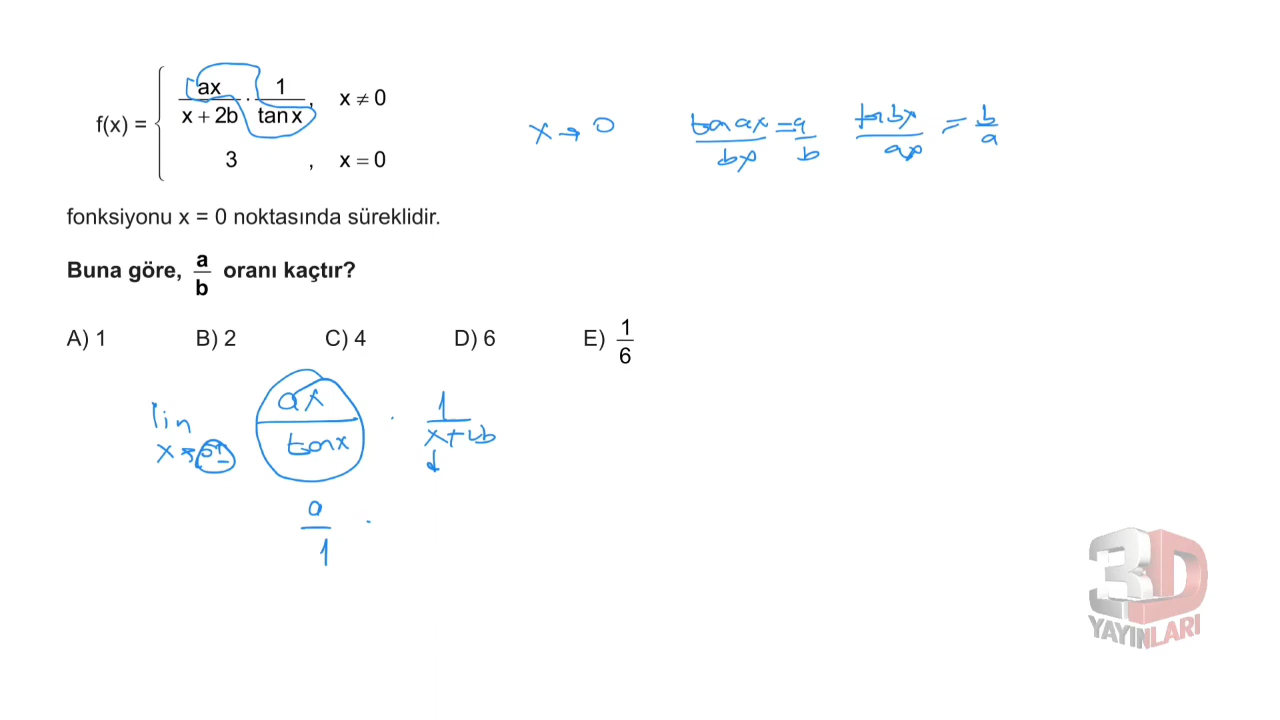 f(x) = { ax / x + 2b · 1 / tan x , x ≠ 0
3 , x = 0
x → 0 tan ax / bx = a / b tan bx / ax = b / a
fonksiyonu x = 0 noktasında süreklidir.
Buna göre, a / b oranı kaçtır?
A) 1 B) 2 C) 4 D) 6 E) 1 / 6
lim x → ax / tan x · 1 / x + 2b
a / 1 ·
3D
YAYINLARI